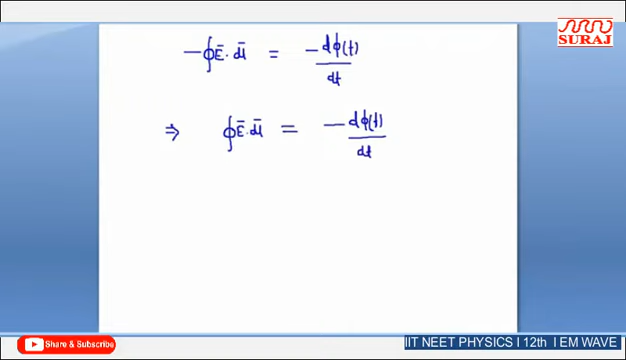 SURAJ
-∮Ē·dl̄ = -dϕ(t)/dt
⇒ ∮Ē·dl̄ = -dϕ(t)/dt
Share & Subscribe
IIT NEET PHYSICS I 12th I EM WAVE